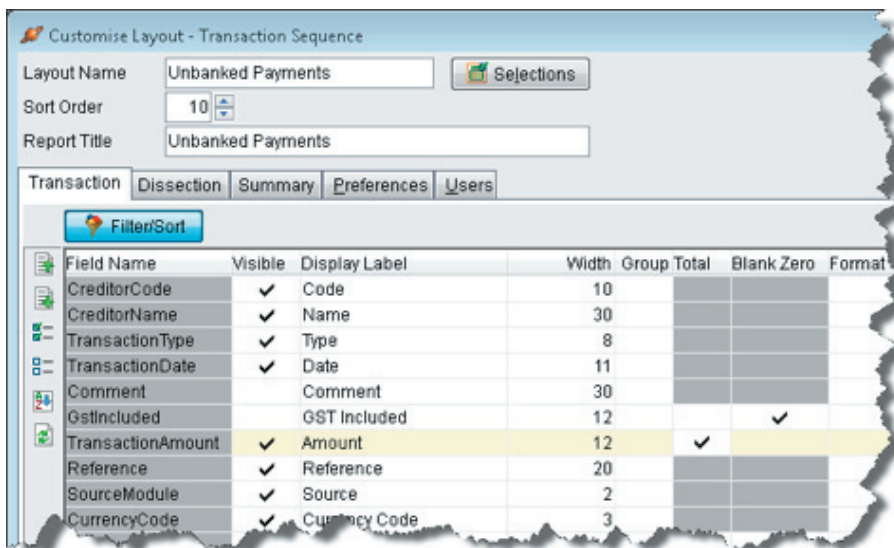 Customise Layout - Transaction Sequence
Layout Name Unbanked Payments Selections
Sort Order 10
Report Title Unbanked Payments
Transaction Dissection Summary Preferences Users
Filter/Sort
Field Name Visible Display Label Width Group Total Blank Zero Format
CreditorCode Code 10
CreditorName Name 30
TransactionType Type 8
TransactionDate Date 11
Comment Comment 30
GstIncluded GST Included 12
TransactionAmount Amount 12
Reference Reference 20
SourceModule Source 2
CurrencyCode Currency Code 3